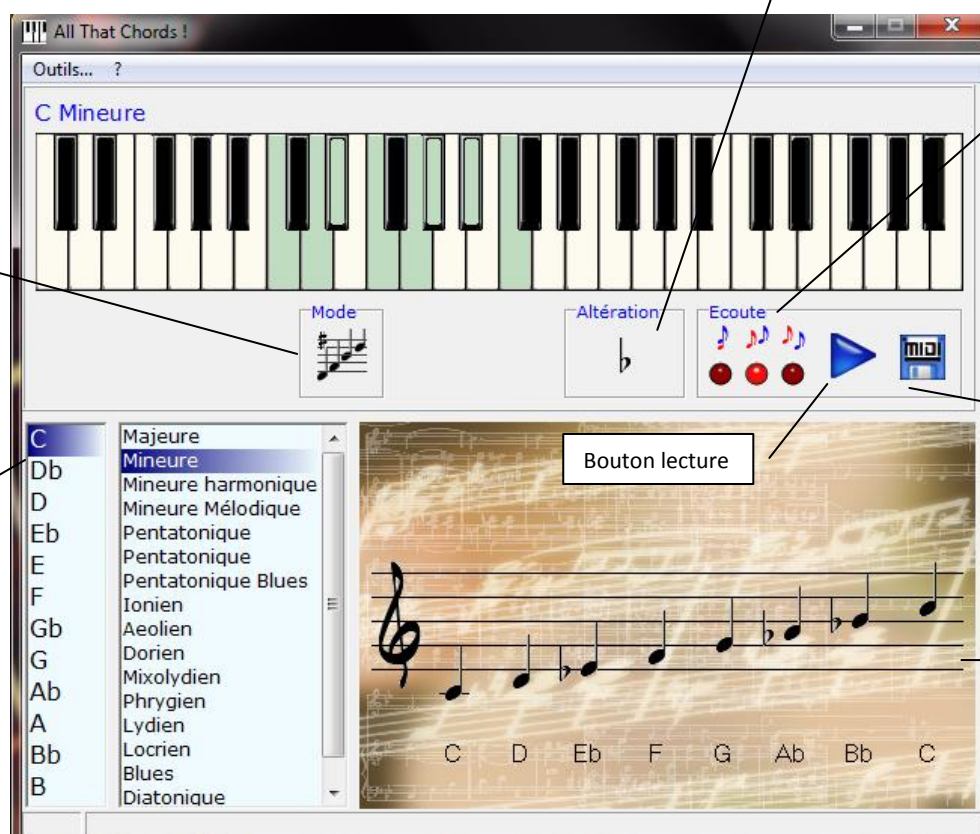 All That Chords !
Outils... ?
C Mineure
Mode
Altération
Ecoute
MIDI
Bouton lecture
C
Db
D
Eb
E
F
Gb
G
Ab
A
Bb
B
Majeure
Mineure
Mineure harmonique
Mineure Mélodique
Pentatonique
Pentatonique
Pentatonique Blues
Ionien
Aeolien
Dorien
Mixolydien
Phrygien
Lydien
Locrien
Blues
Diatonique
C D Eb F G Ab Bb C